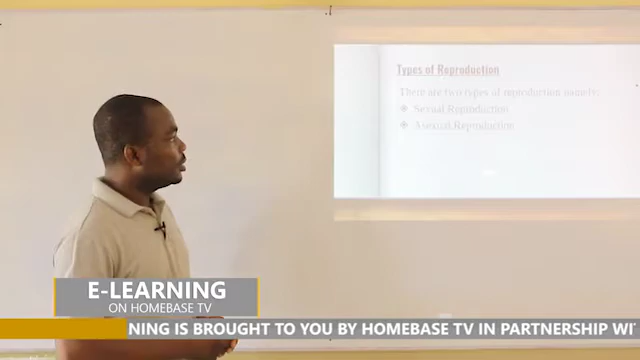 Types of Reproduction
There are two types of reproduction namely:
Sexual Reproduction
Asexual Reproduction
E-LEARNING
ON HOMEBASE TV
NING IS BROUGHT TO YOU BY HOMEBASE TV IN PARTNERSHIP WIT